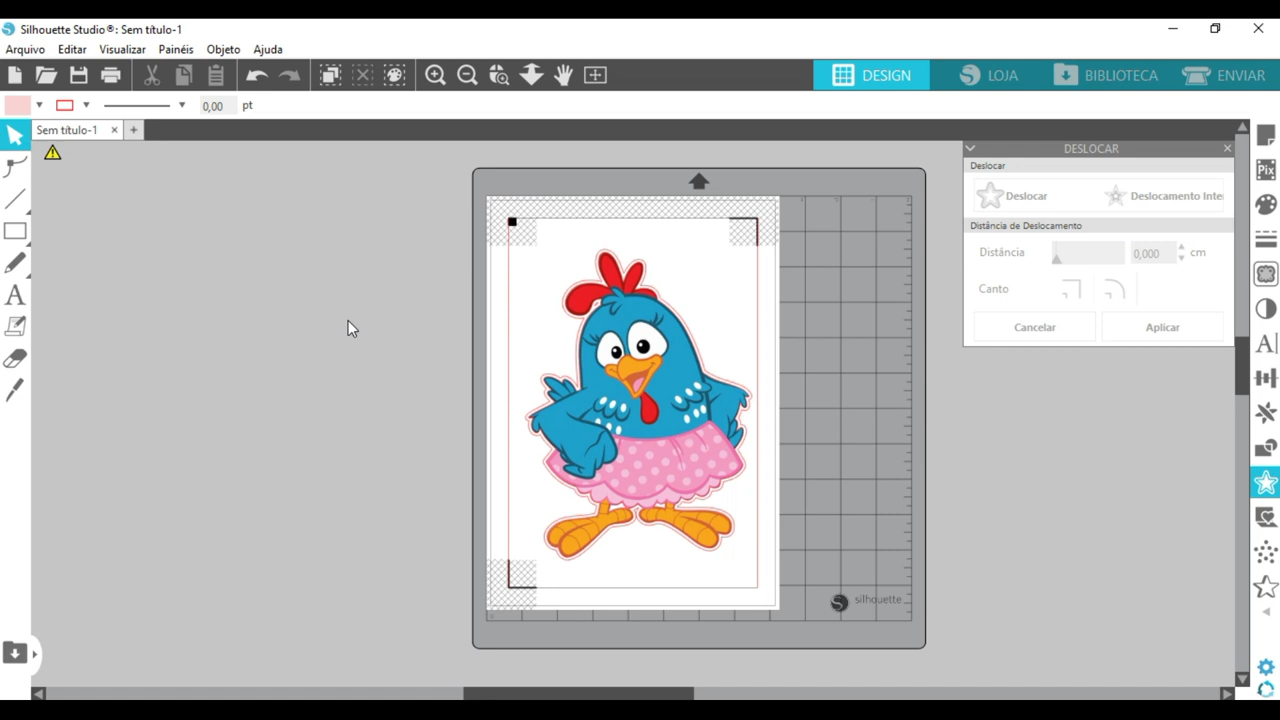 Silhouette Studio®: Sem título-1
Arquivo Editar Visualizar Painéis Objeto Ajuda
DESIGN LOJA BIBLIOTECA ENVIAR
0,00 pt
Sem título-1
DESLOCAR
Deslocar
Deslocar Deslocamento Inte
Distância de Deslocamento
Distância 0,000 cm
Canto
Cancelar Aplicar
silhouette